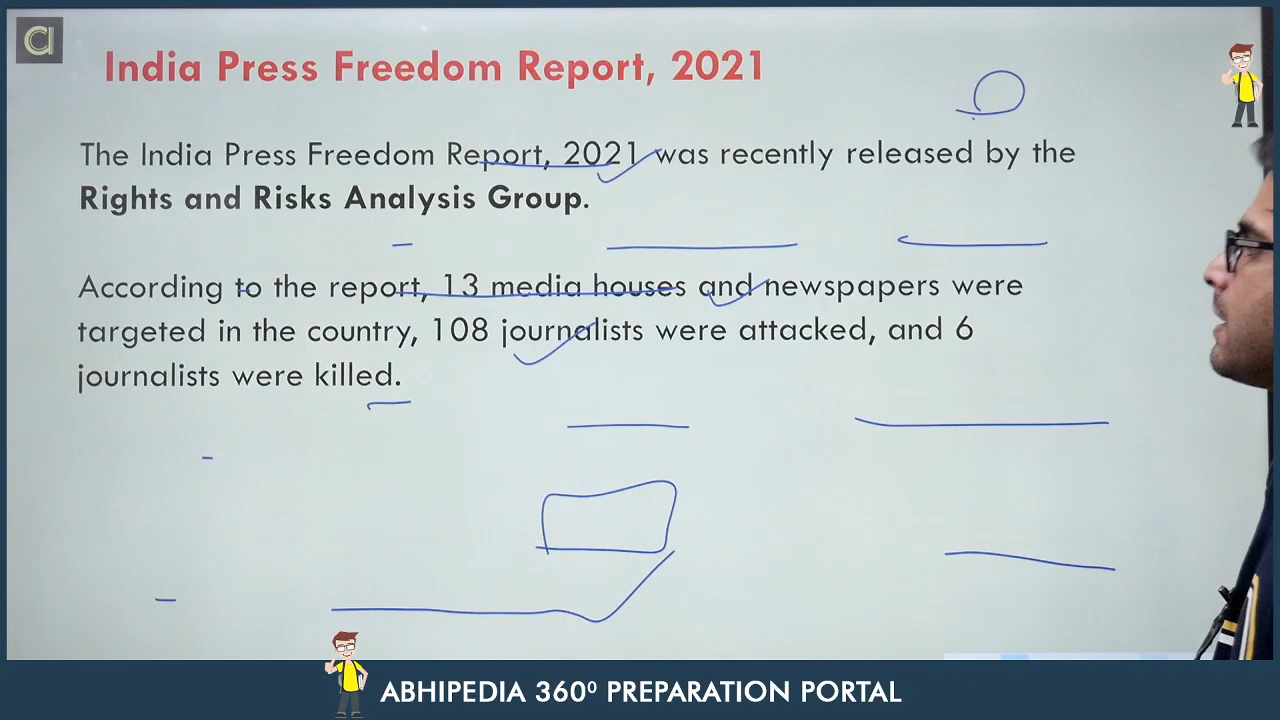 India Press Freedom Report, 2021
The India Press Freedom Report, 2021 was recently released by the
Rights and Risks Analysis Group.
According to the report, 13 media houses and newspapers were
targeted in the country, 108 journalists were attacked, and 6
journalists were killed.
ABHIPEDIA 360⁰ PREPARATION PORTAL